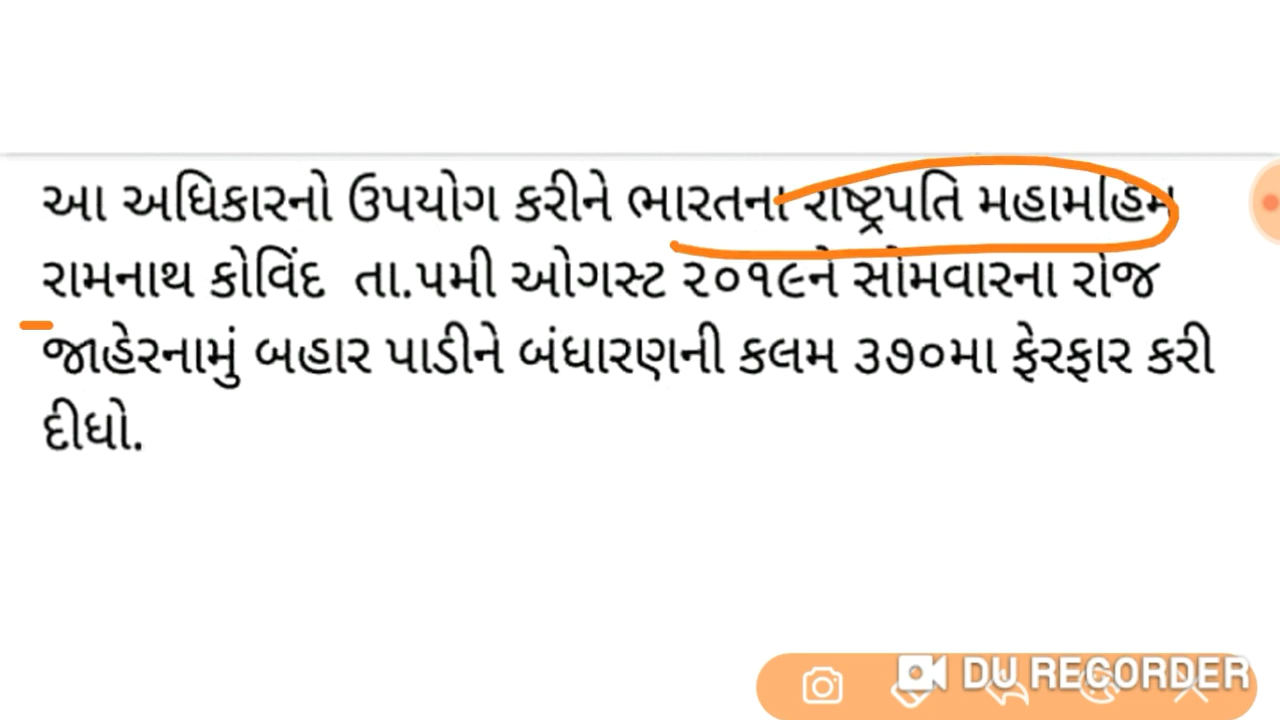 આ અધિકારનો ઉપયોગ કરીને ભારતના રાષ્ટ્રપતિ મહામહિમ
રામનાથ કોવિંદ તા.૫મી ઓગસ્ટ ૨૦૧૯ને સોમવારના રોજ
જાહેરનામું બહાર પાડીને બંધારણની કલમ ૩૭૦મા ફેરફાર કરી
દીધો.
DU RECORDER